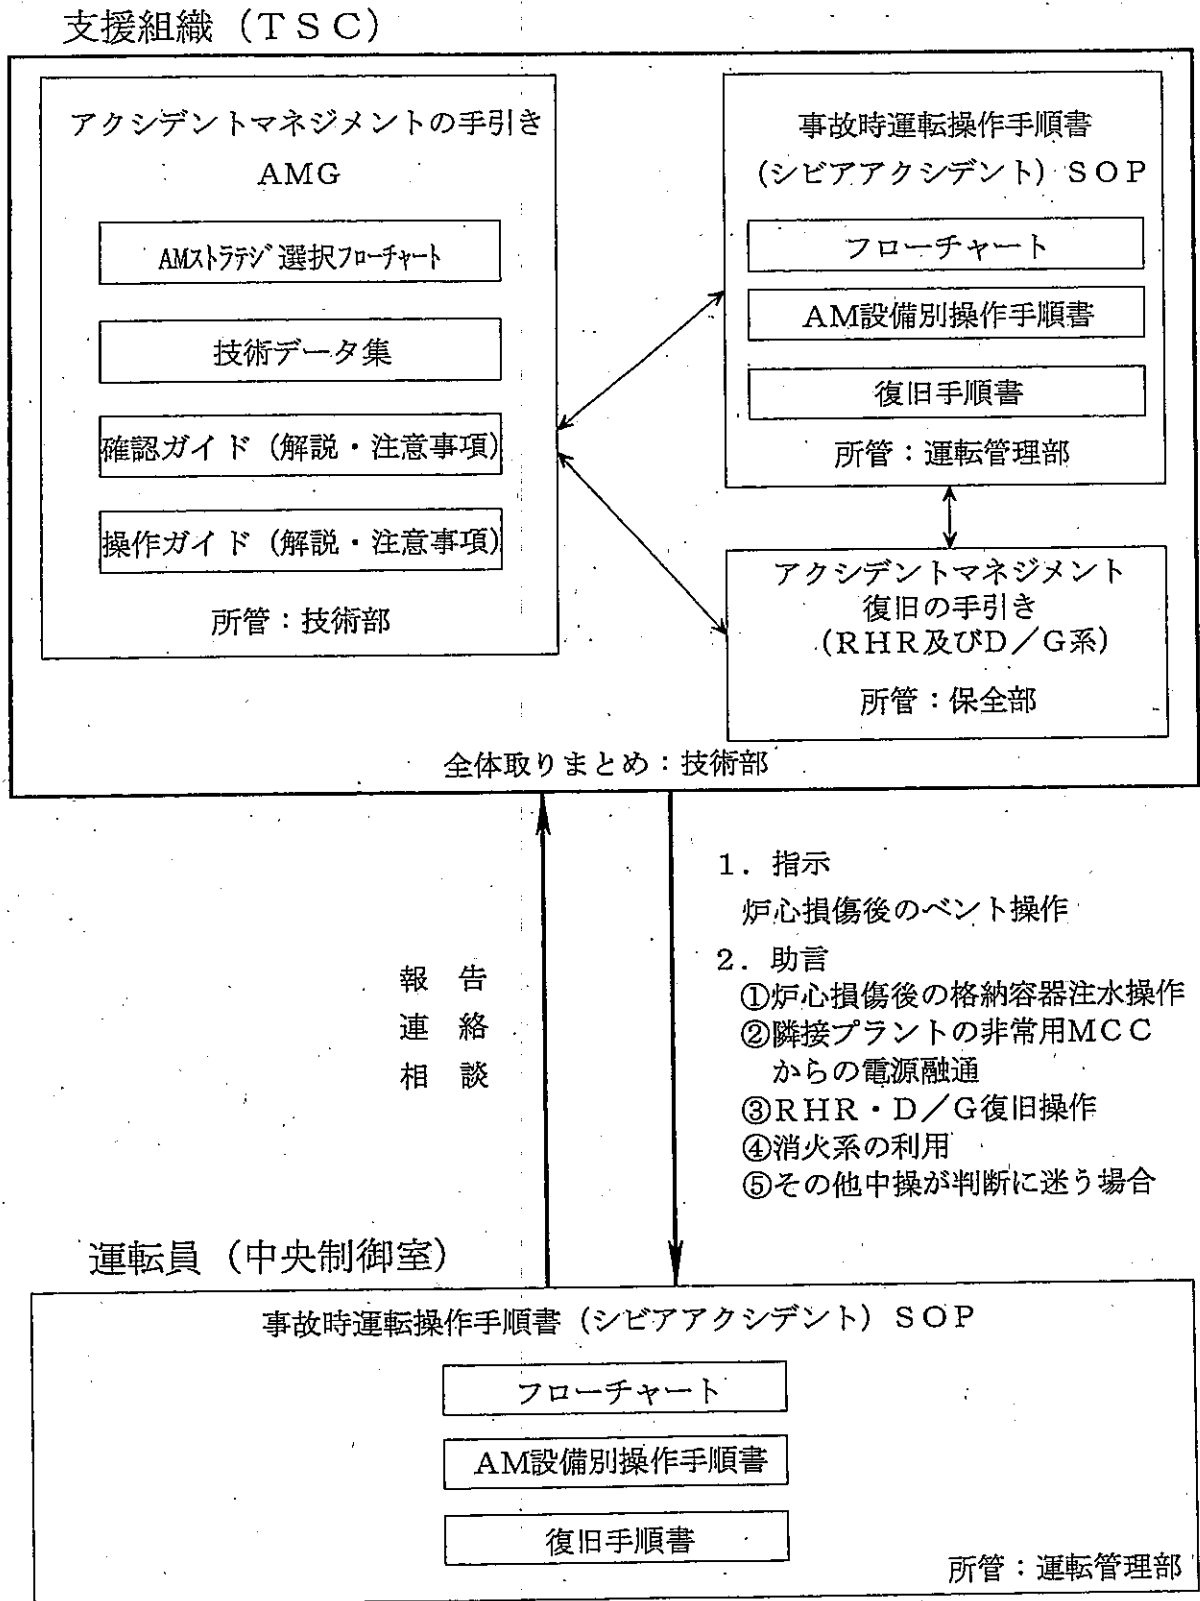 支援組織（ＴＳＣ）
アクシデントマネジメントの手引き
AMG
AMストラテジ選択フローチャート
技術データ集
確認ガイド（解説・注意事項）
操作ガイド（解説・注意事項）
所管：技術部
事故時運転操作手順書
（シビアアクシデント）ＳＯＰ
フローチャート
AM設備別操作手順書
復旧手順書
所管：運転管理部
アクシデントマネジメント
復旧の手引き
（RHR及びD／G系）
所管：保全部
全体取りまとめ：技術部
報　告
連　絡
相　談
１．指示
炉心損傷後のベント操作
２．助言
①炉心損傷後の格納容器注水操作
②隣接プラントの非常用MCC
からの電源融通
③RHR・D／G復旧操作
④消火系の利用
⑤その他中操が判断に迷う場合
運転員（中央制御室）
事故時運転操作手順書（シビアアクシデント）ＳＯＰ
フローチャート
AM設備別操作手順書
復旧手順書
所管：運転管理部